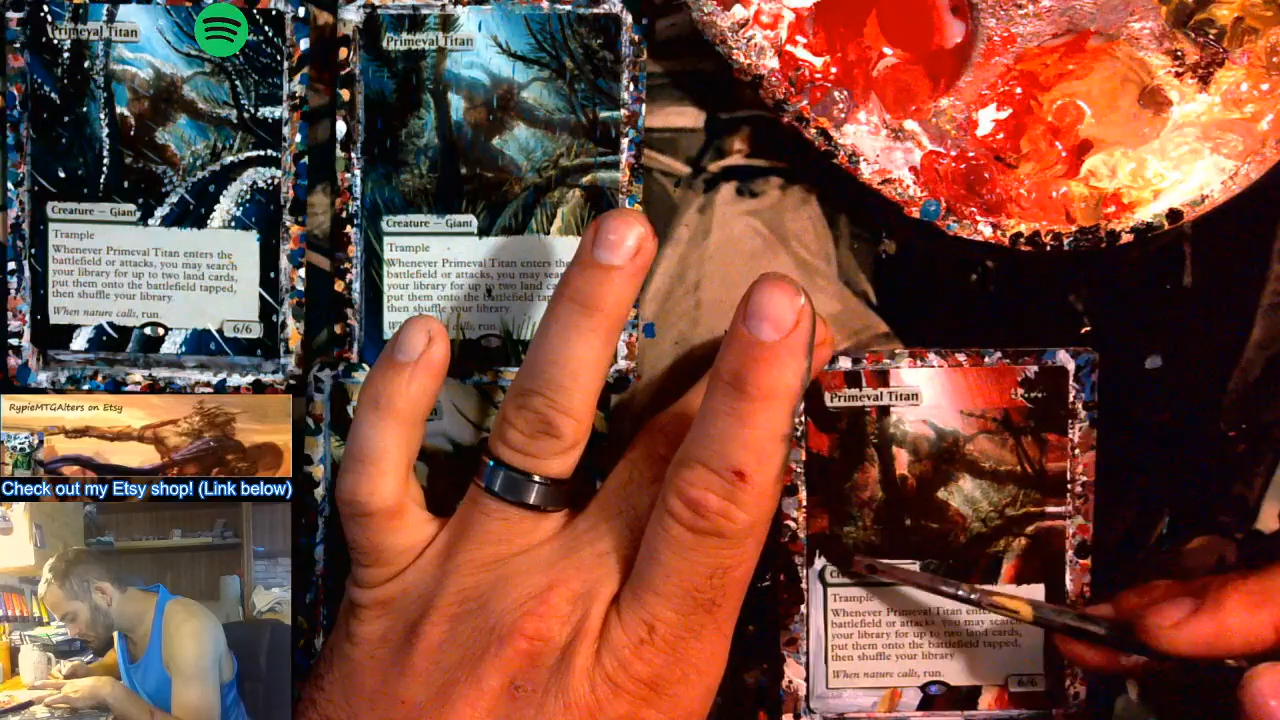 Primeval Titan
Creature — Giant
Trample
Whenever Primeval Titan enters the
battlefield or attacks, you may search
your library for up to two land cards,
put them onto the battlefield tapped,
then shuffle your library.
When nature calls, run.
6/6
Primeval Titan
Creature — Giant
Trample
Whenever Primeval Titan enters the
battlefield or attacks, you may
your library for up to two land
put them onto the battlefield
then shuffle your library.
run.
RypieMTGAlters on Etsy
Check out my Etsy shop! (Link below)
Primeval Titan
Trample
Whenever Primeval Titan
battlefield or attacks, you may search
your library for up to two land cards,
put them onto the battlefield tapped,
then shuffle your library
When nature calls, run.
6/6